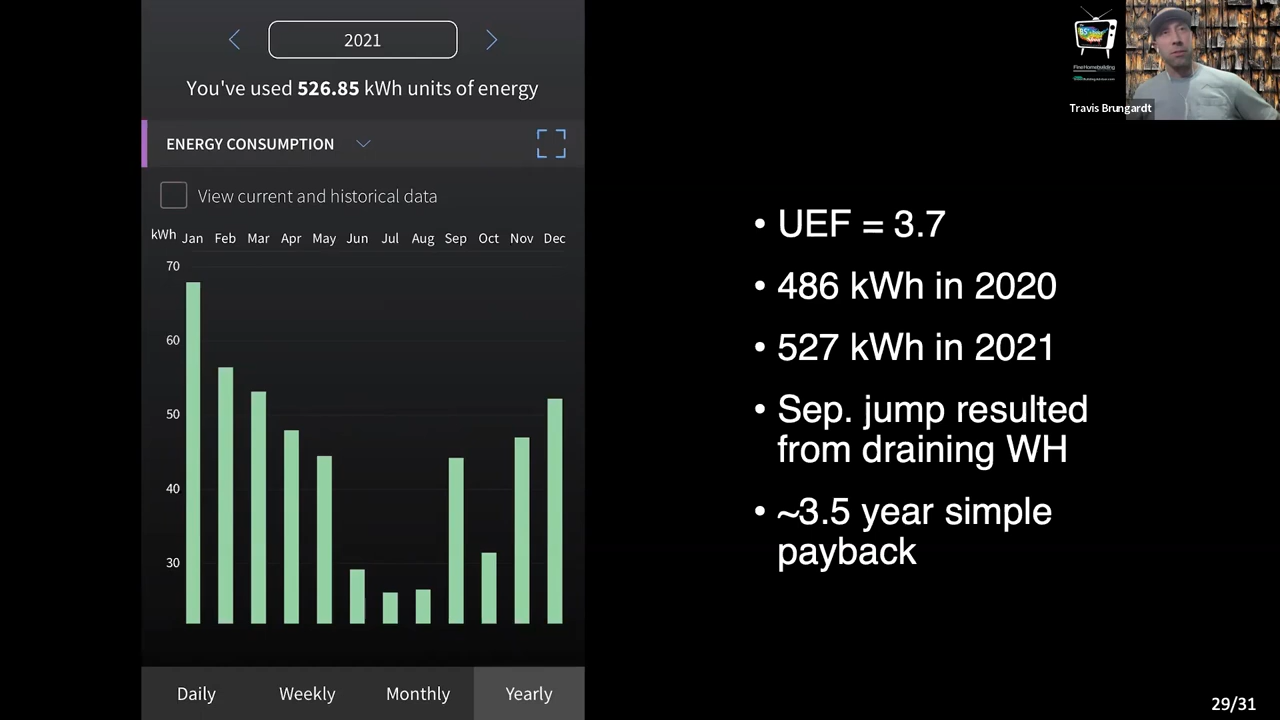 2021
You've used 526.85 kWh units of energy
ENERGY CONSUMPTION
View current and historical data
kWh Jan Feb Mar Apr May Jun Jul Aug Sep Oct Nov Dec
70
60
50
40
30
Daily Weekly Monthly Yearly
• UEF = 3.7
• 486 kWh in 2020
• 527 kWh in 2021
• Sep. jump resulted
from draining WH
• ~3.5 year simple
payback
FineHomebuilding
Travis Brungardt
29/31